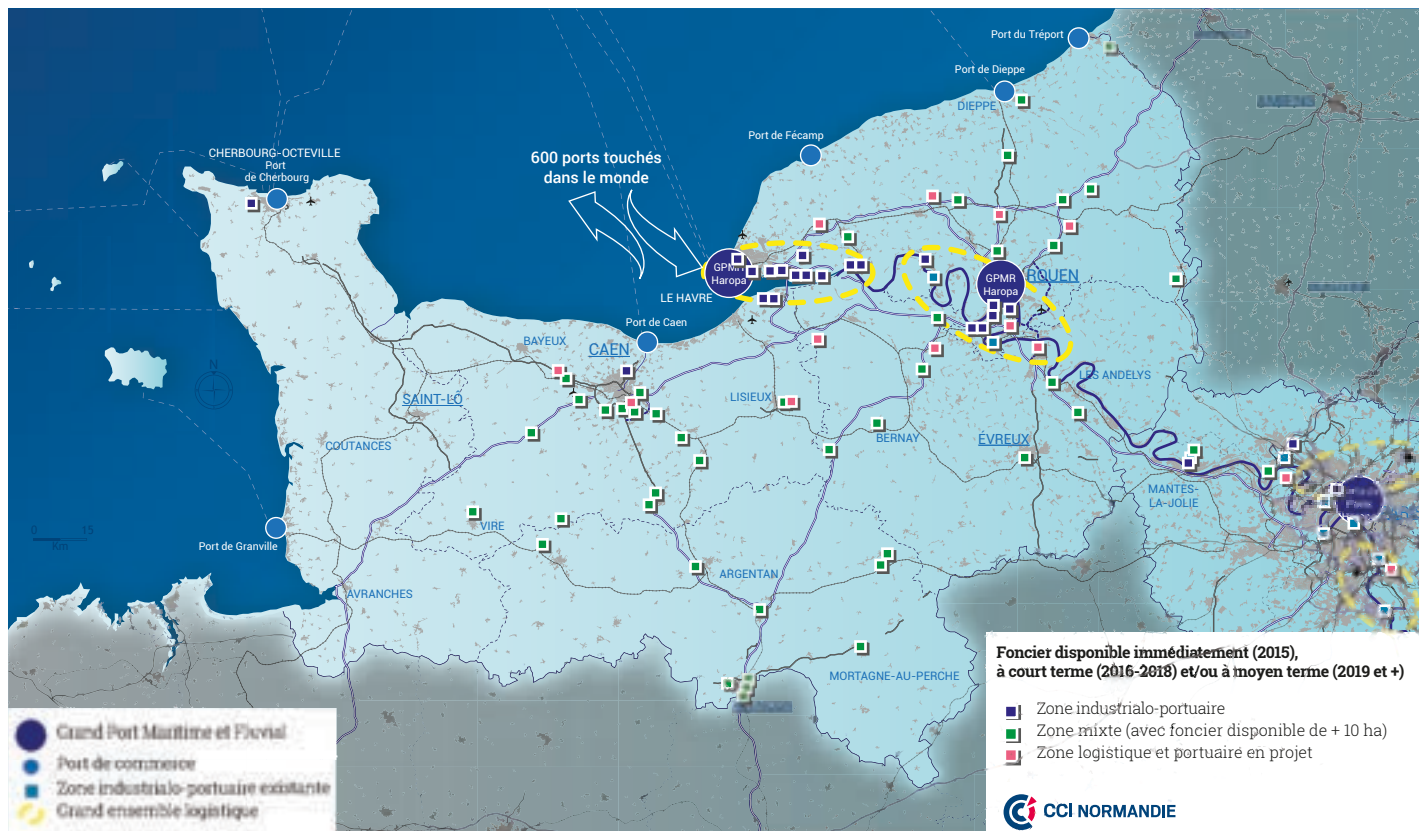 Port du Tréport
Port de Dieppe
DIEPPE
Port de Fécamp
CHERBOURG-OCTEVILLE
Port
de Cherbourg
600 ports touchés
dans le monde
GPMH
Haropa
LE HAVRE
GPMR
Haropa
ROUEN
Port de Caen
BAYEUX
CAEN
LES ANDELYS
SAINT-LÔ
LISIEUX
N
COUTANCES
BERNAY
ÉVREUX
MANTES-
LA-JOLIE
0 15
Km
VIRE
Port de Granville
ARGENTAN
AVRANCHES
MORTAGNE-AU-PERCHE
Foncier disponible immédiatement (2015),
à court terme (2016-2018) et/ou à moyen terme (2019 et +)
Zone industrialo-portuaire
Zone mixte (avec foncier disponible de + 10 ha)
Zone logistique et portuaire en projet
Grand Port Maritime et Fluvial
Port de commerce
Zone industrialo-portuaire existante
Grand ensemble logistique
CCI NORMANDIE